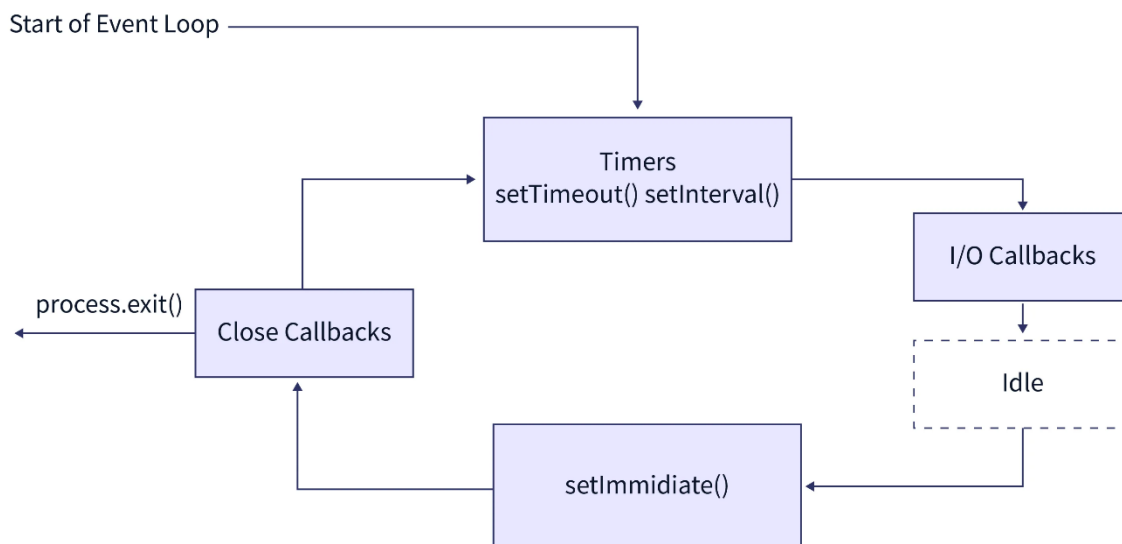 Start of Event Loop
Timers
setTimeout() setInterval()
I/O Callbacks
process.exit()
Close Callbacks
Idle
setImmidiate()